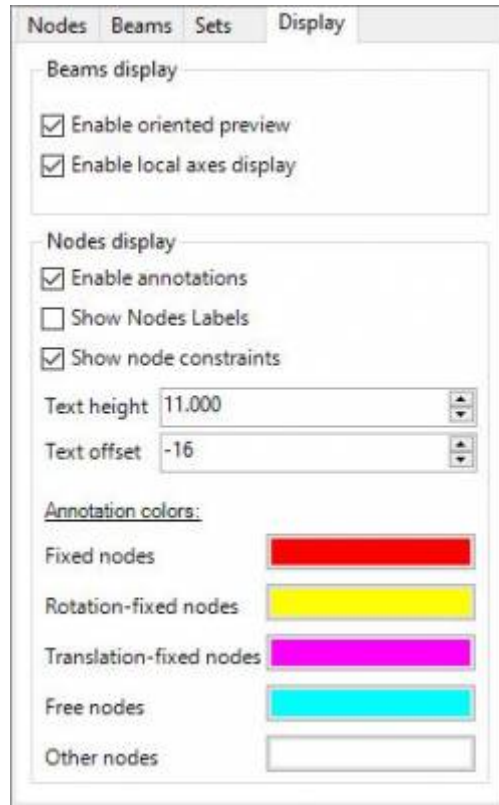 Nodes Beams Sets Display
Beams display
Enable oriented preview
Enable local axes display
Nodes display
Enable annotations
Show Nodes Labels
Show node constraints
Text height 11.000
Text offset -16
Annotation colors:
Fixed nodes
Rotation-fixed nodes
Translation-fixed nodes
Free nodes
Other nodes